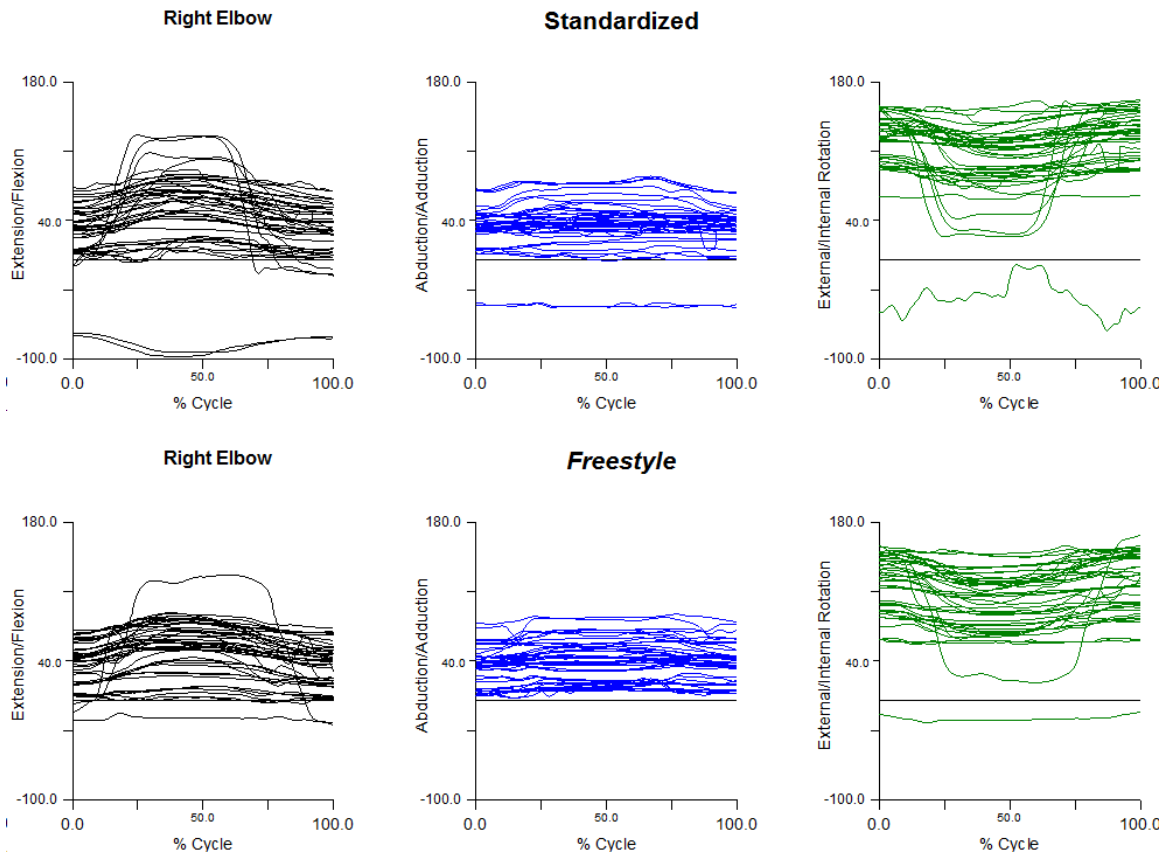 Right Elbow
Standardized
180.0
40.0
-100.0
Extension/Flexion
0.0
50.0
100.0
% Cycle
180.0
40.0
-100.0
Abduction/Adduction
0.0
50.0
100.0
% Cycle
180.0
40.0
-100.0
External/Internal Rotation
0.0
50.0
100.0
% Cycle
Right Elbow
Freestyle
180.0
40.0
-100.0
Extension/Flexion
0.0
50.0
100.0
% Cycle
180.0
40.0
-100.0
Abduction/Adduction
0.0
50.0
100.0
% Cycle
180.0
40.0
-100.0
External/Internal Rotation
0.0
50.0
100.0
% Cycle